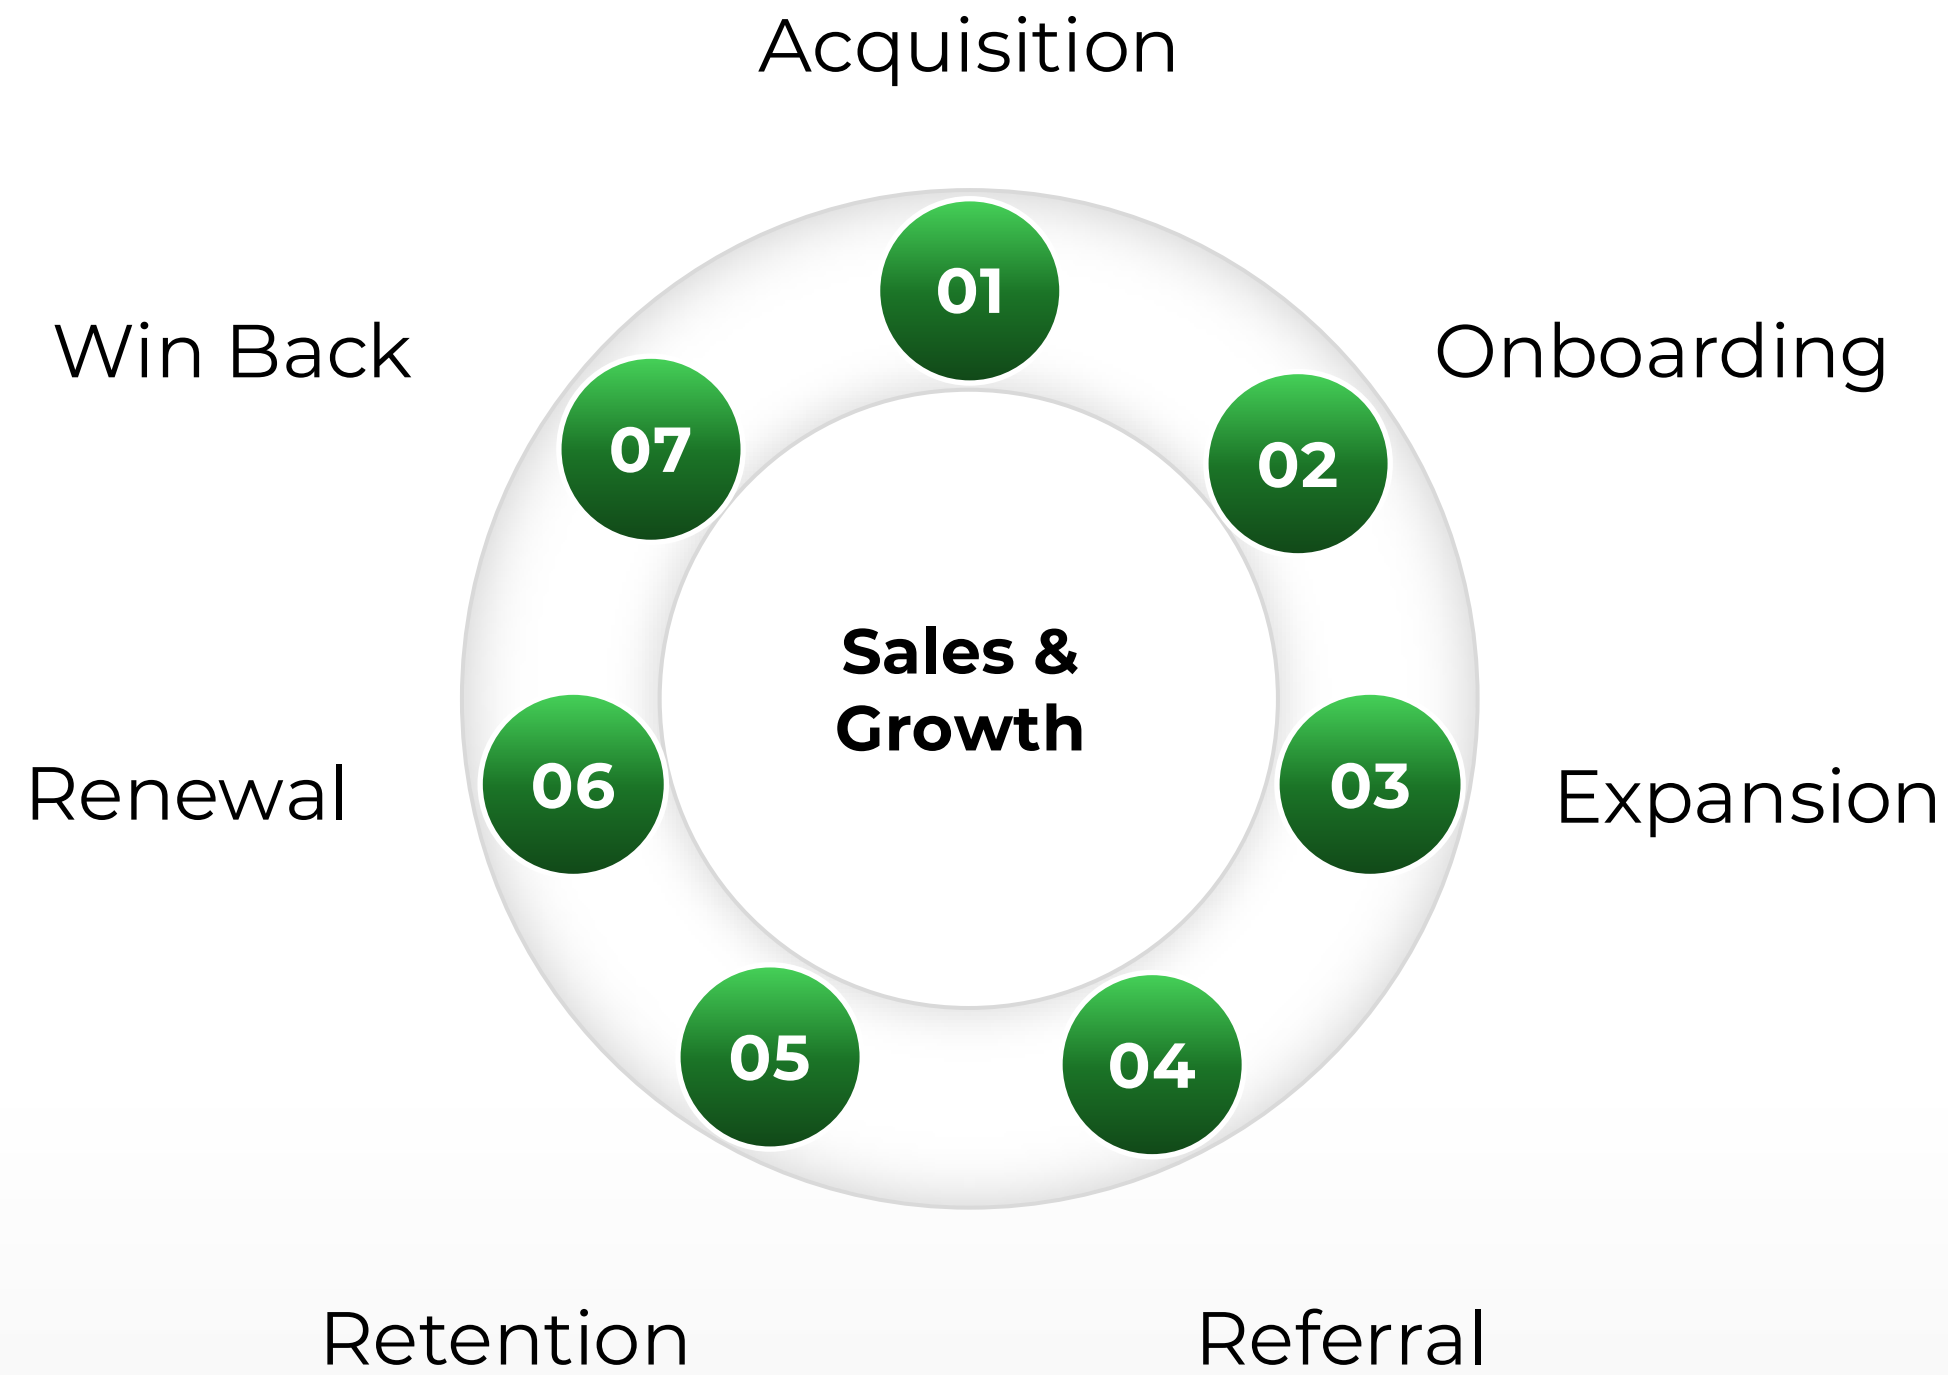 Acquisition
01
Onboarding
02
Expansion
03
Referral
04
Retention
05
Renewal
06
Win Back
07
Sales &
Growth